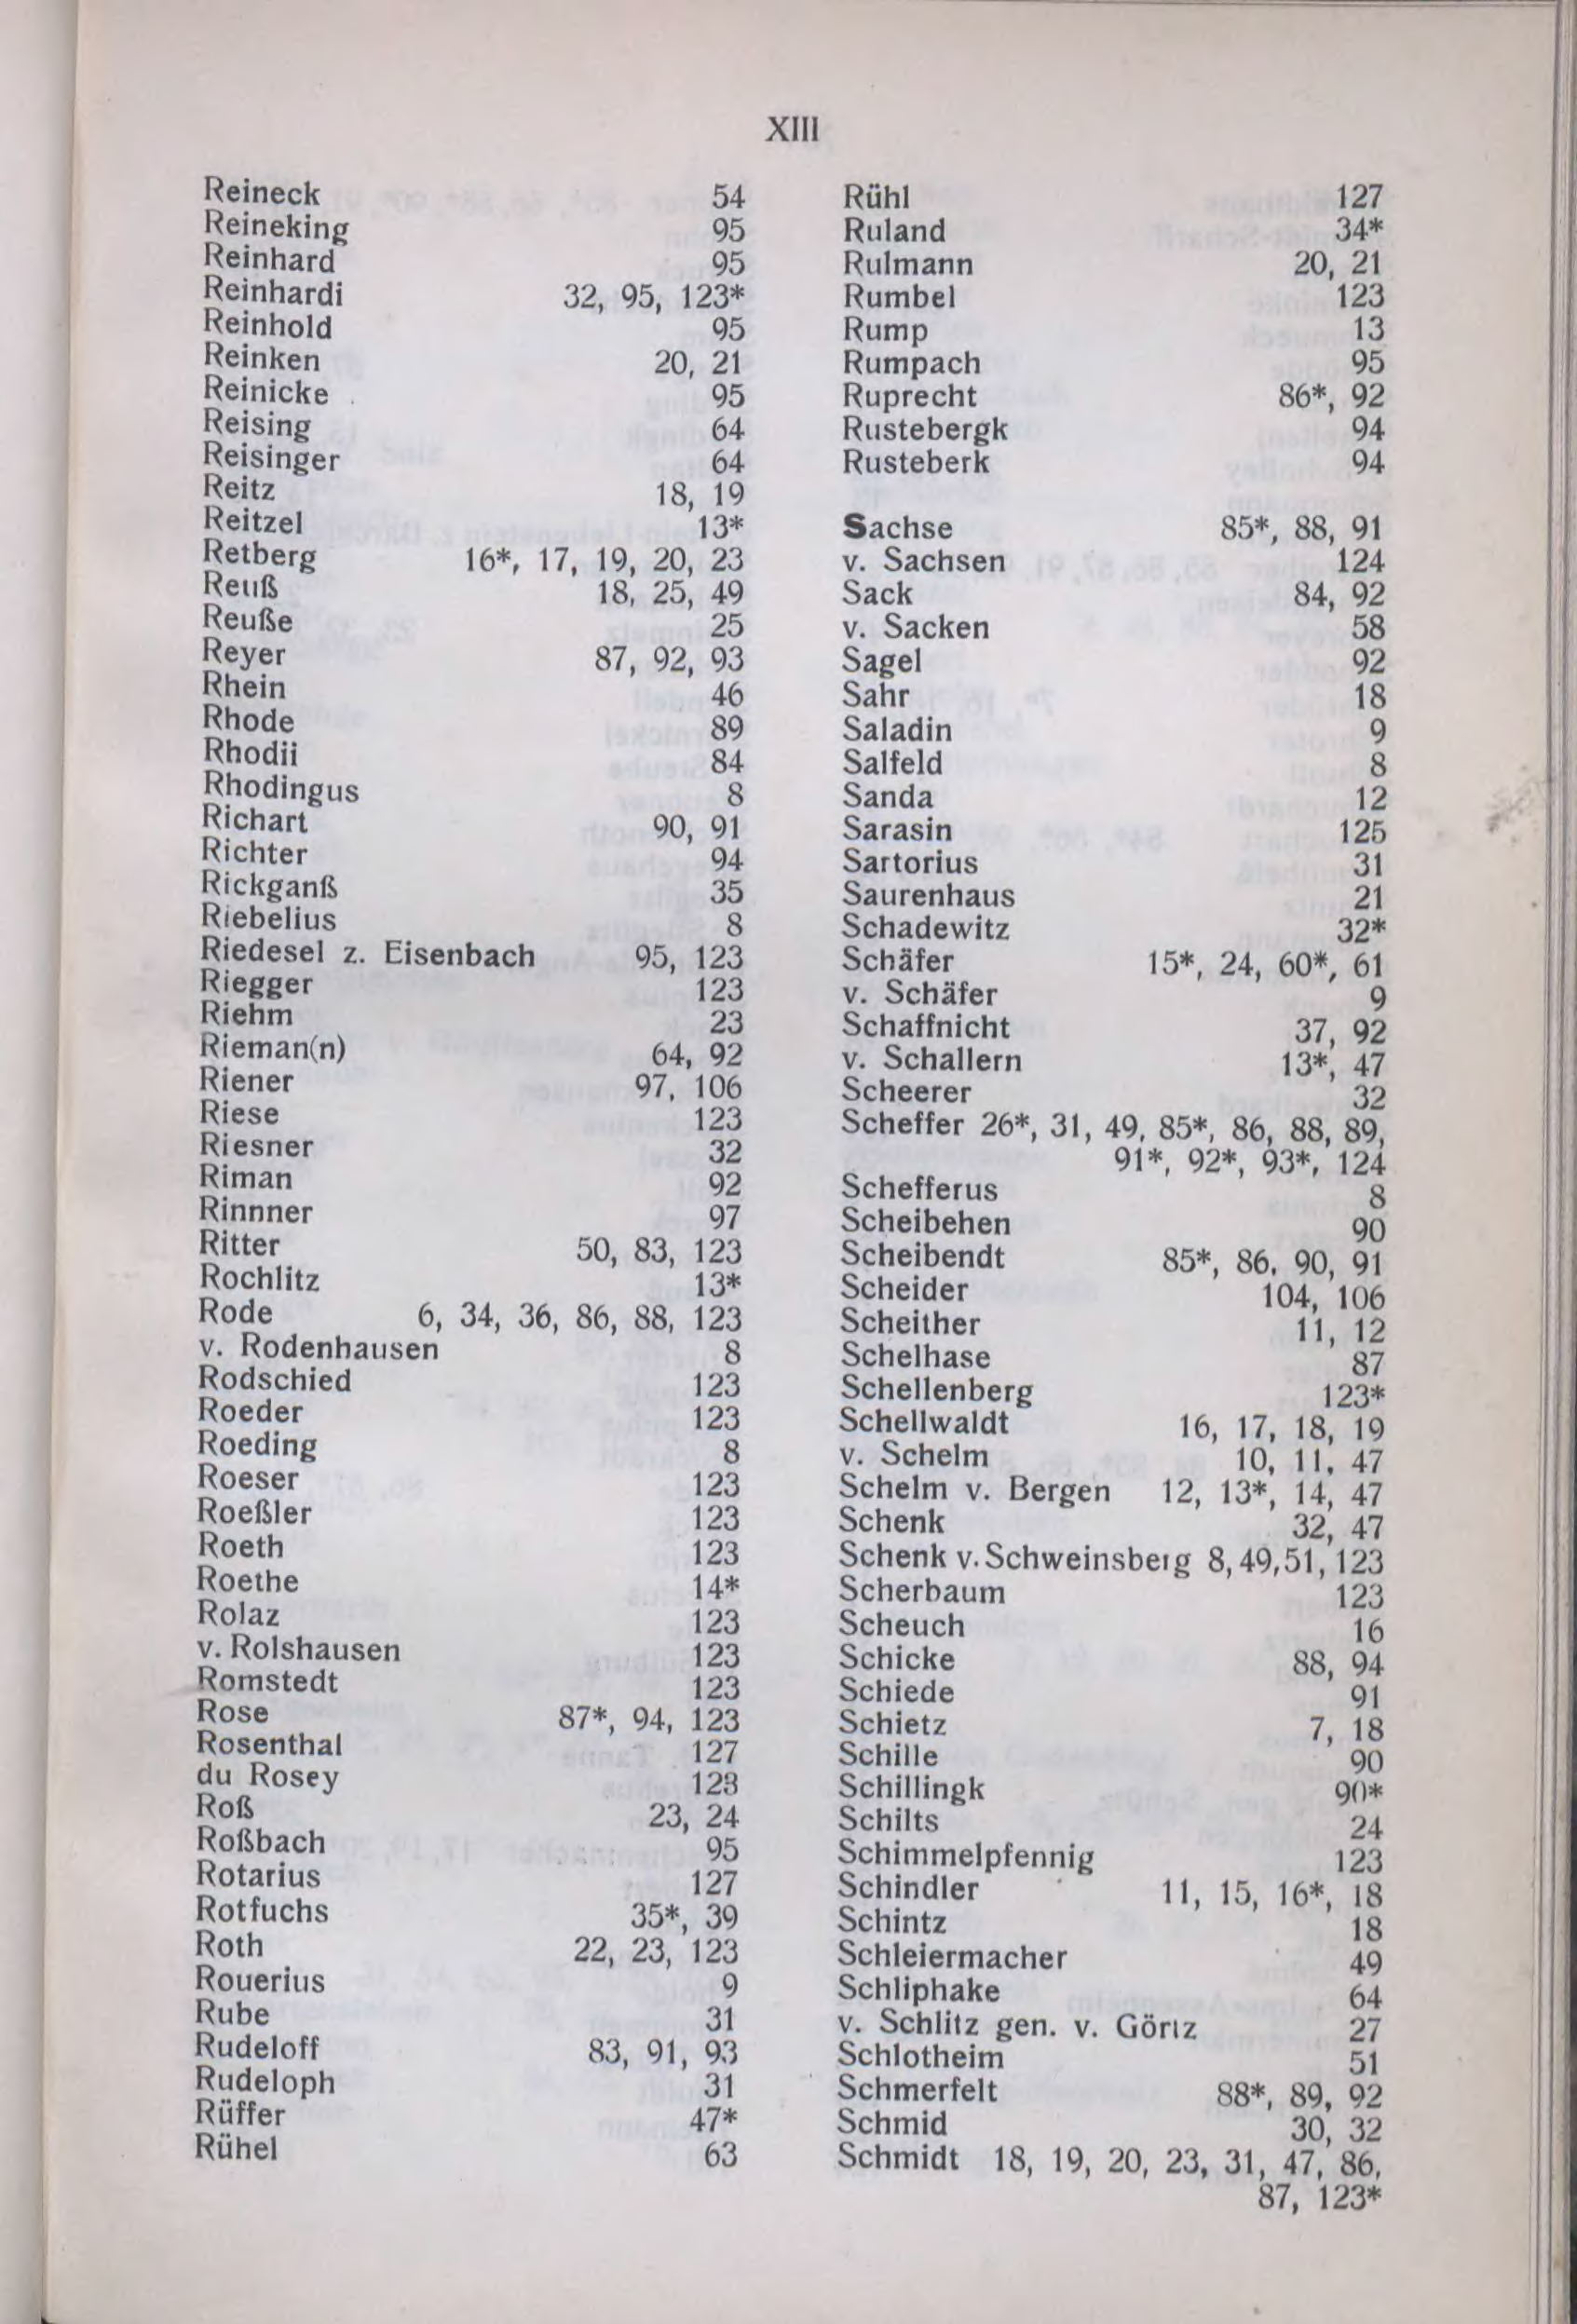 XIII
Reineck 54
Reineking 95
Reinhard 95
Reinhardi 32, 95, 123*
Reinhold 95
Reinken 20, 21
Reinicke 95
Reising 64
Reisinger 64
Reitz 18, 19
Reitzel 13*
Retberg 16*, 17, 19, 20, 23
Reuß 18, 25, 49
Reuße 25
Reyer 87, 92, 93
Rhein 46
Rhode 89
Rhodii 84
Rhodingus 8
Richart 90, 91
Richter 94
Rickganß 35
Riebelius 8
Riedesel z. Eisenbach 95, 123
Riegger 123
Riehm 23
Rieman(n) 64, 92
Riener 97, 106
Riese 123
Riesner 32
Riman 92
Rinnner 97
Ritter 50, 83, 123
Rochlitz 13*
Rode 6, 34, 36, 86, 88, 123
v. Rodenhausen 8
Rodschied 123
Roeder 123
Roeding 8
Roeser 123
Roeßler 123
Roeth 123
Roethe 14*
Rolaz 123
v. Rolshausen 123
Romstedt 123
Rose 87*, 94, 123
Rosenthal 127
du Rosey 123
Roß 23, 24
Roßbach 95
Rotarius 127
Rotfuchs 35*, 39
Roth 22, 23, 123
Rouerius 9
Rube 31
Rudeloff 83, 91, 93
Rudeloph 31
Rüffer 47*
Rühel 63
Rühl 127
Ruland 34*
Rulmann 20, 21
Rumbel 123
Rump 13
Rumpach 95
Ruprecht 86*, 92
Rustebergk 94
Rusteberk 94
Sachse 85*, 88, 91
v. Sachsen 124
Sack 84, 92
v. Sacken 58
Sagel 92
Sahr 18
Saladin 9
Salfeld 8
Sanda 12
Sarasin 125
Sartorius 31
Saurenhaus 21
Schadewitz 32*
Schäfer 15*, 24, 60*, 61
v. Schäfer 9
Schaffnicht 37, 92
v. Schallern 13*, 47
Scheerer 32
Scheffer 26*, 31, 49, 85*, 86, 88, 89,
91*, 92*, 93*, 124
Schefferus 8
Scheibehen 90
Scheibendt 85*, 86, 90, 91
Scheider 104, 106
Scheither 11, 12
Schelhase 87
Schellenberg 123*
Schellwaldt 16, 17, 18, 19
v. Schelm 10, 11, 47
Schelm v. Bergen 12, 13*, 14, 47
Schenk 32, 47
Schenk v. Schweinsberg 8, 49, 51, 123
Scherbaum 123
Scheuch 16
Schicke 88, 94
Schiede 91
Schietz 7, 18
Schille 90
Schillingk 90*
Schilts 24
Schimmelpfennig 123
Schindler 11, 15, 16*, 18
Schintz 18
Schleiermacher 49
Schliphake 64
v. Schlitz gen. v. Görtz 27
Schlotheim 51
Schmerfelt 88*, 89, 92
Schmid 30, 32
Schmidt 18, 19, 20, 23, 31, 47, 86,
87, 123*